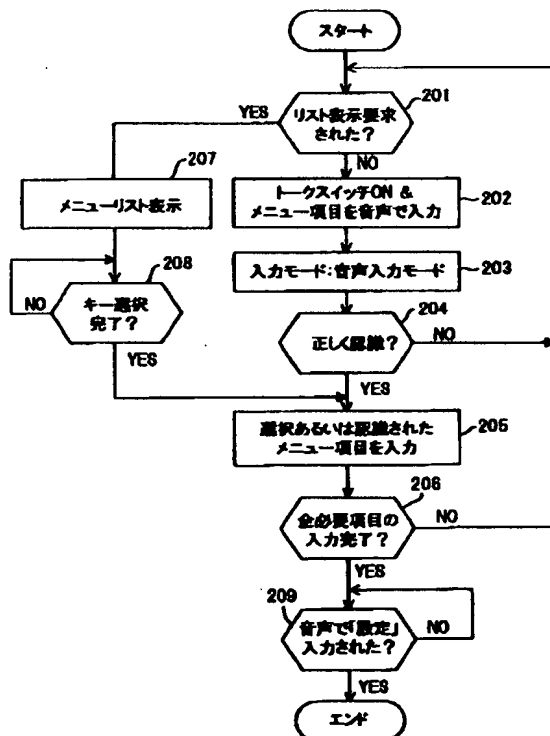 スタート
リスト表示要求
された？
201
YES
NO
207
メニューリスト表示
トークスイッチON &
メニュー項目を音声で入力
202
入力モード:音声入力モード
203
208
キー選択
完了？
NO
YES
204
正しく認識？
NO
YES
選択あるいは認識された
メニュー項目を入力
205
206
全必要項目の
入力完了？
NO
YES
209
音声で「設定」
入力された？
NO
YES
エンド